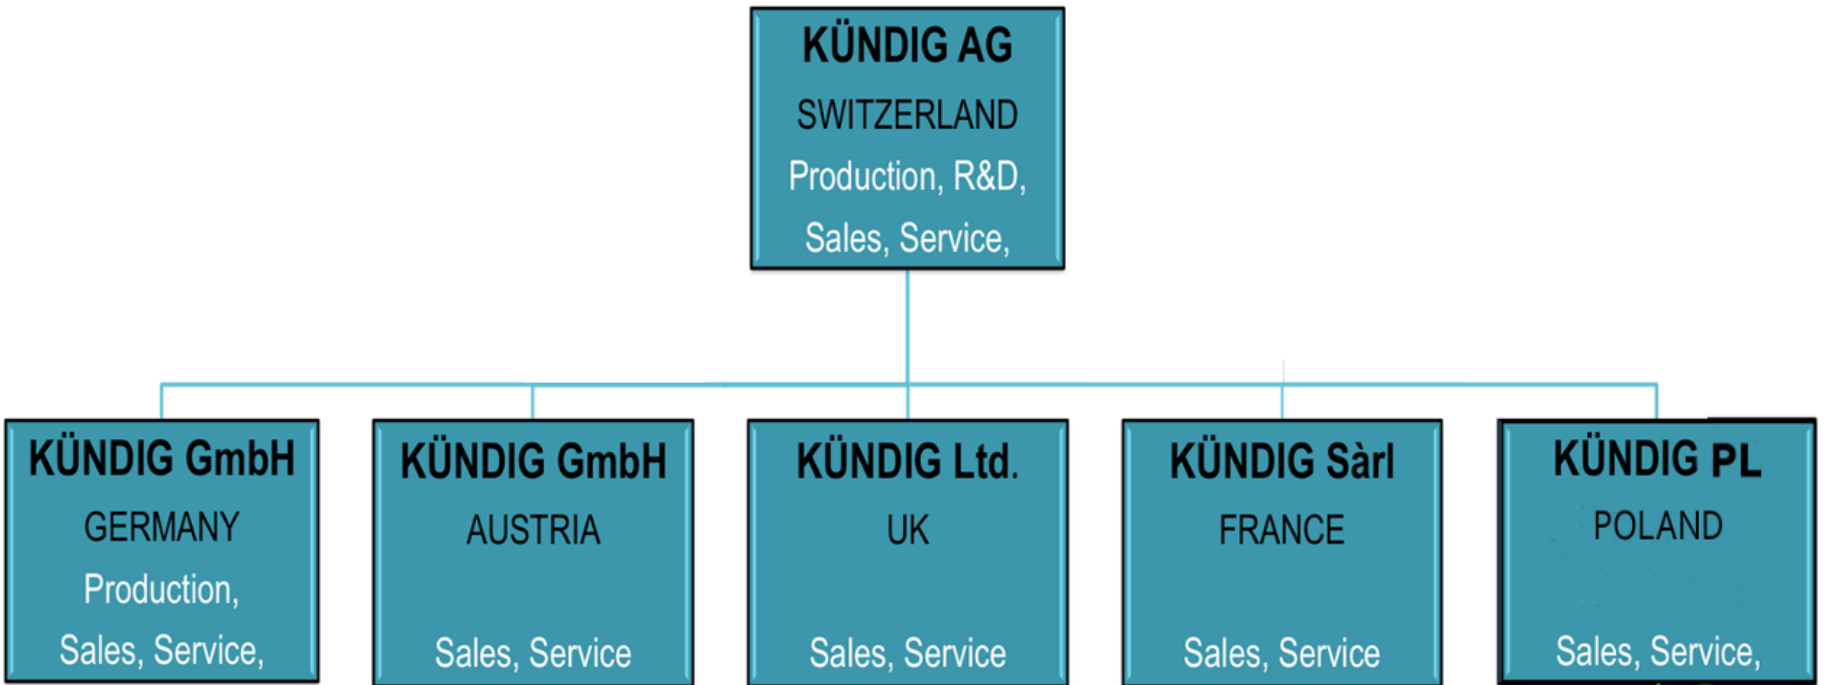 KÜNDIG AG
SWITZERLAND
Production, R&D,
Sales, Service,
KÜNDIG GmbH
GERMANY
Production,
Sales, Service,
KÜNDIG GmbH
AUSTRIA
Sales, Service
KÜNDIG Ltd.
UK
Sales, Service
KÜNDIG Sàrl
FRANCE
Sales, Service
KÜNDIG PL
POLAND
Sales, Service,